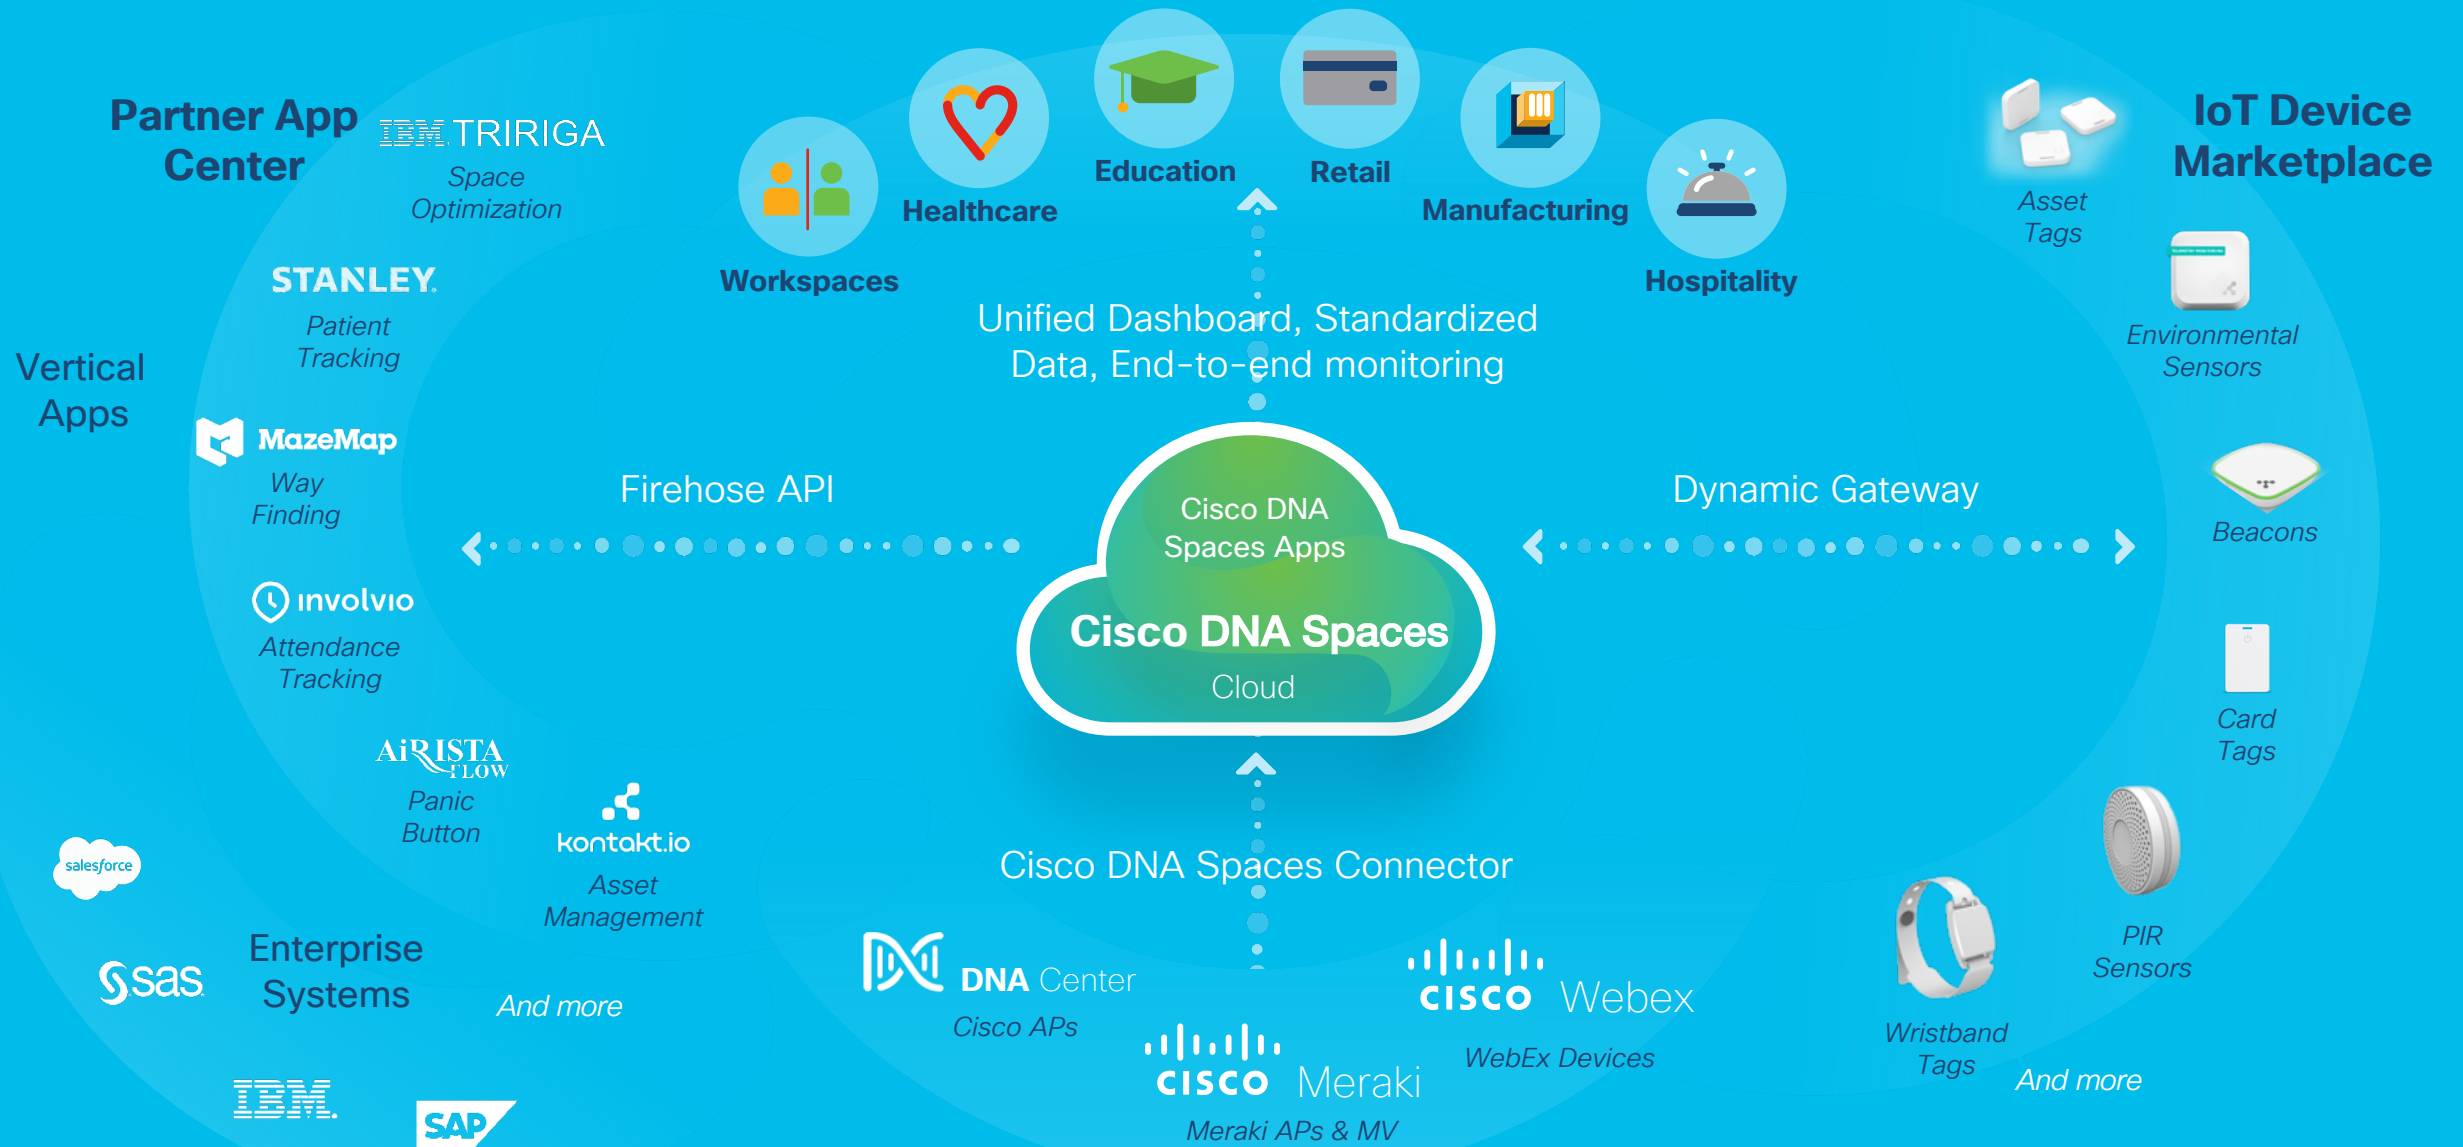 Partner App
Center
IBM TRIRIGA
Space
Optimization
STANLEY
Patient
Tracking
Vertical
Apps
MazeMap
Way
Finding
involvio
Attendance
Tracking
AiRISTA
FLOW
Panic
Button
kontakt.io
Asset
Management
salesforce
sas
Enterprise
Systems
And more
IBM
SAP
Workspaces
Healthcare
Education
Retail
Manufacturing
Hospitality
Unified Dashboard, Standardized
Data, End-to-end monitoring
Firehose API
Cisco DNA
Spaces Apps
Cisco DNA Spaces
Cloud
Dynamic Gateway
Cisco DNA Spaces Connector
DNA Center
Cisco APs
CISCO Meraki
Meraki APs & MV
CISCO Webex
WebEx Devices
IoT Device
Marketplace
Asset
Tags
Environmental
Sensors
Beacons
Card
Tags
PIR
Sensors
Wristband
Tags
And more